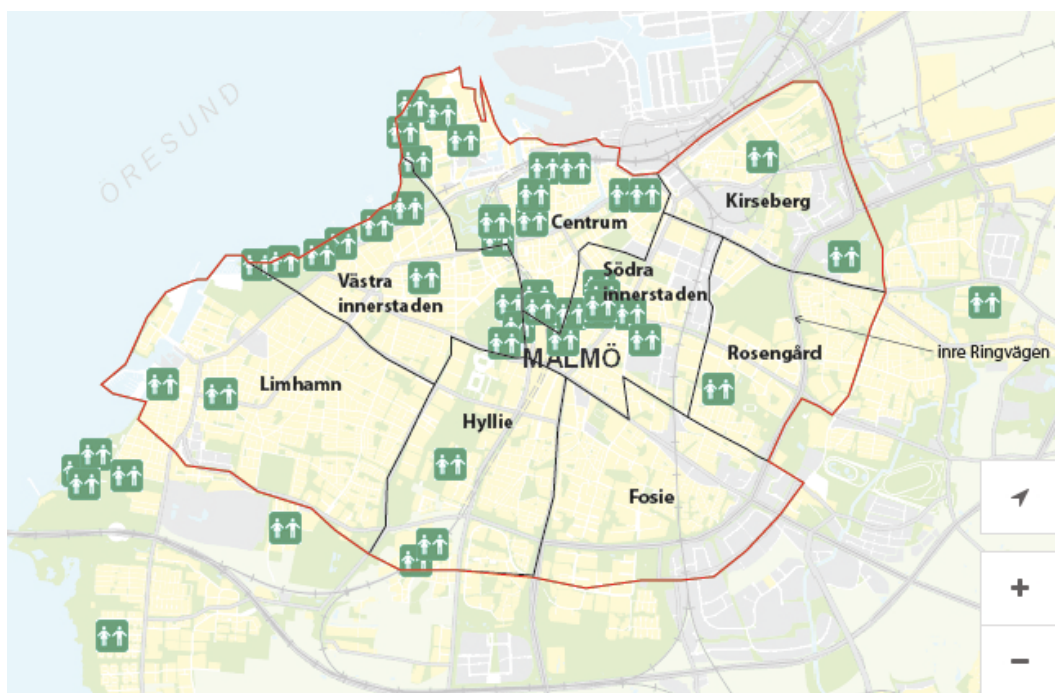 ÖRESUND
Kirseberg
Centrum
Västra
innerstaden
Södra
innerstaden
Rosengård
inre Ringvägen
MALMÖ
Limhamn
Hyllie
Fosie
+
−